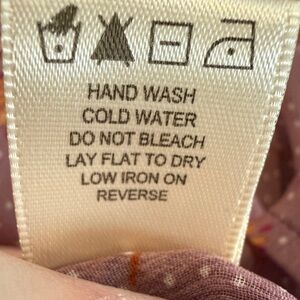 HAND WASH
COLD WATER
DO NOT BLEACH
LAY FLAT TO DRY
LOW IRON ON
REVERSE